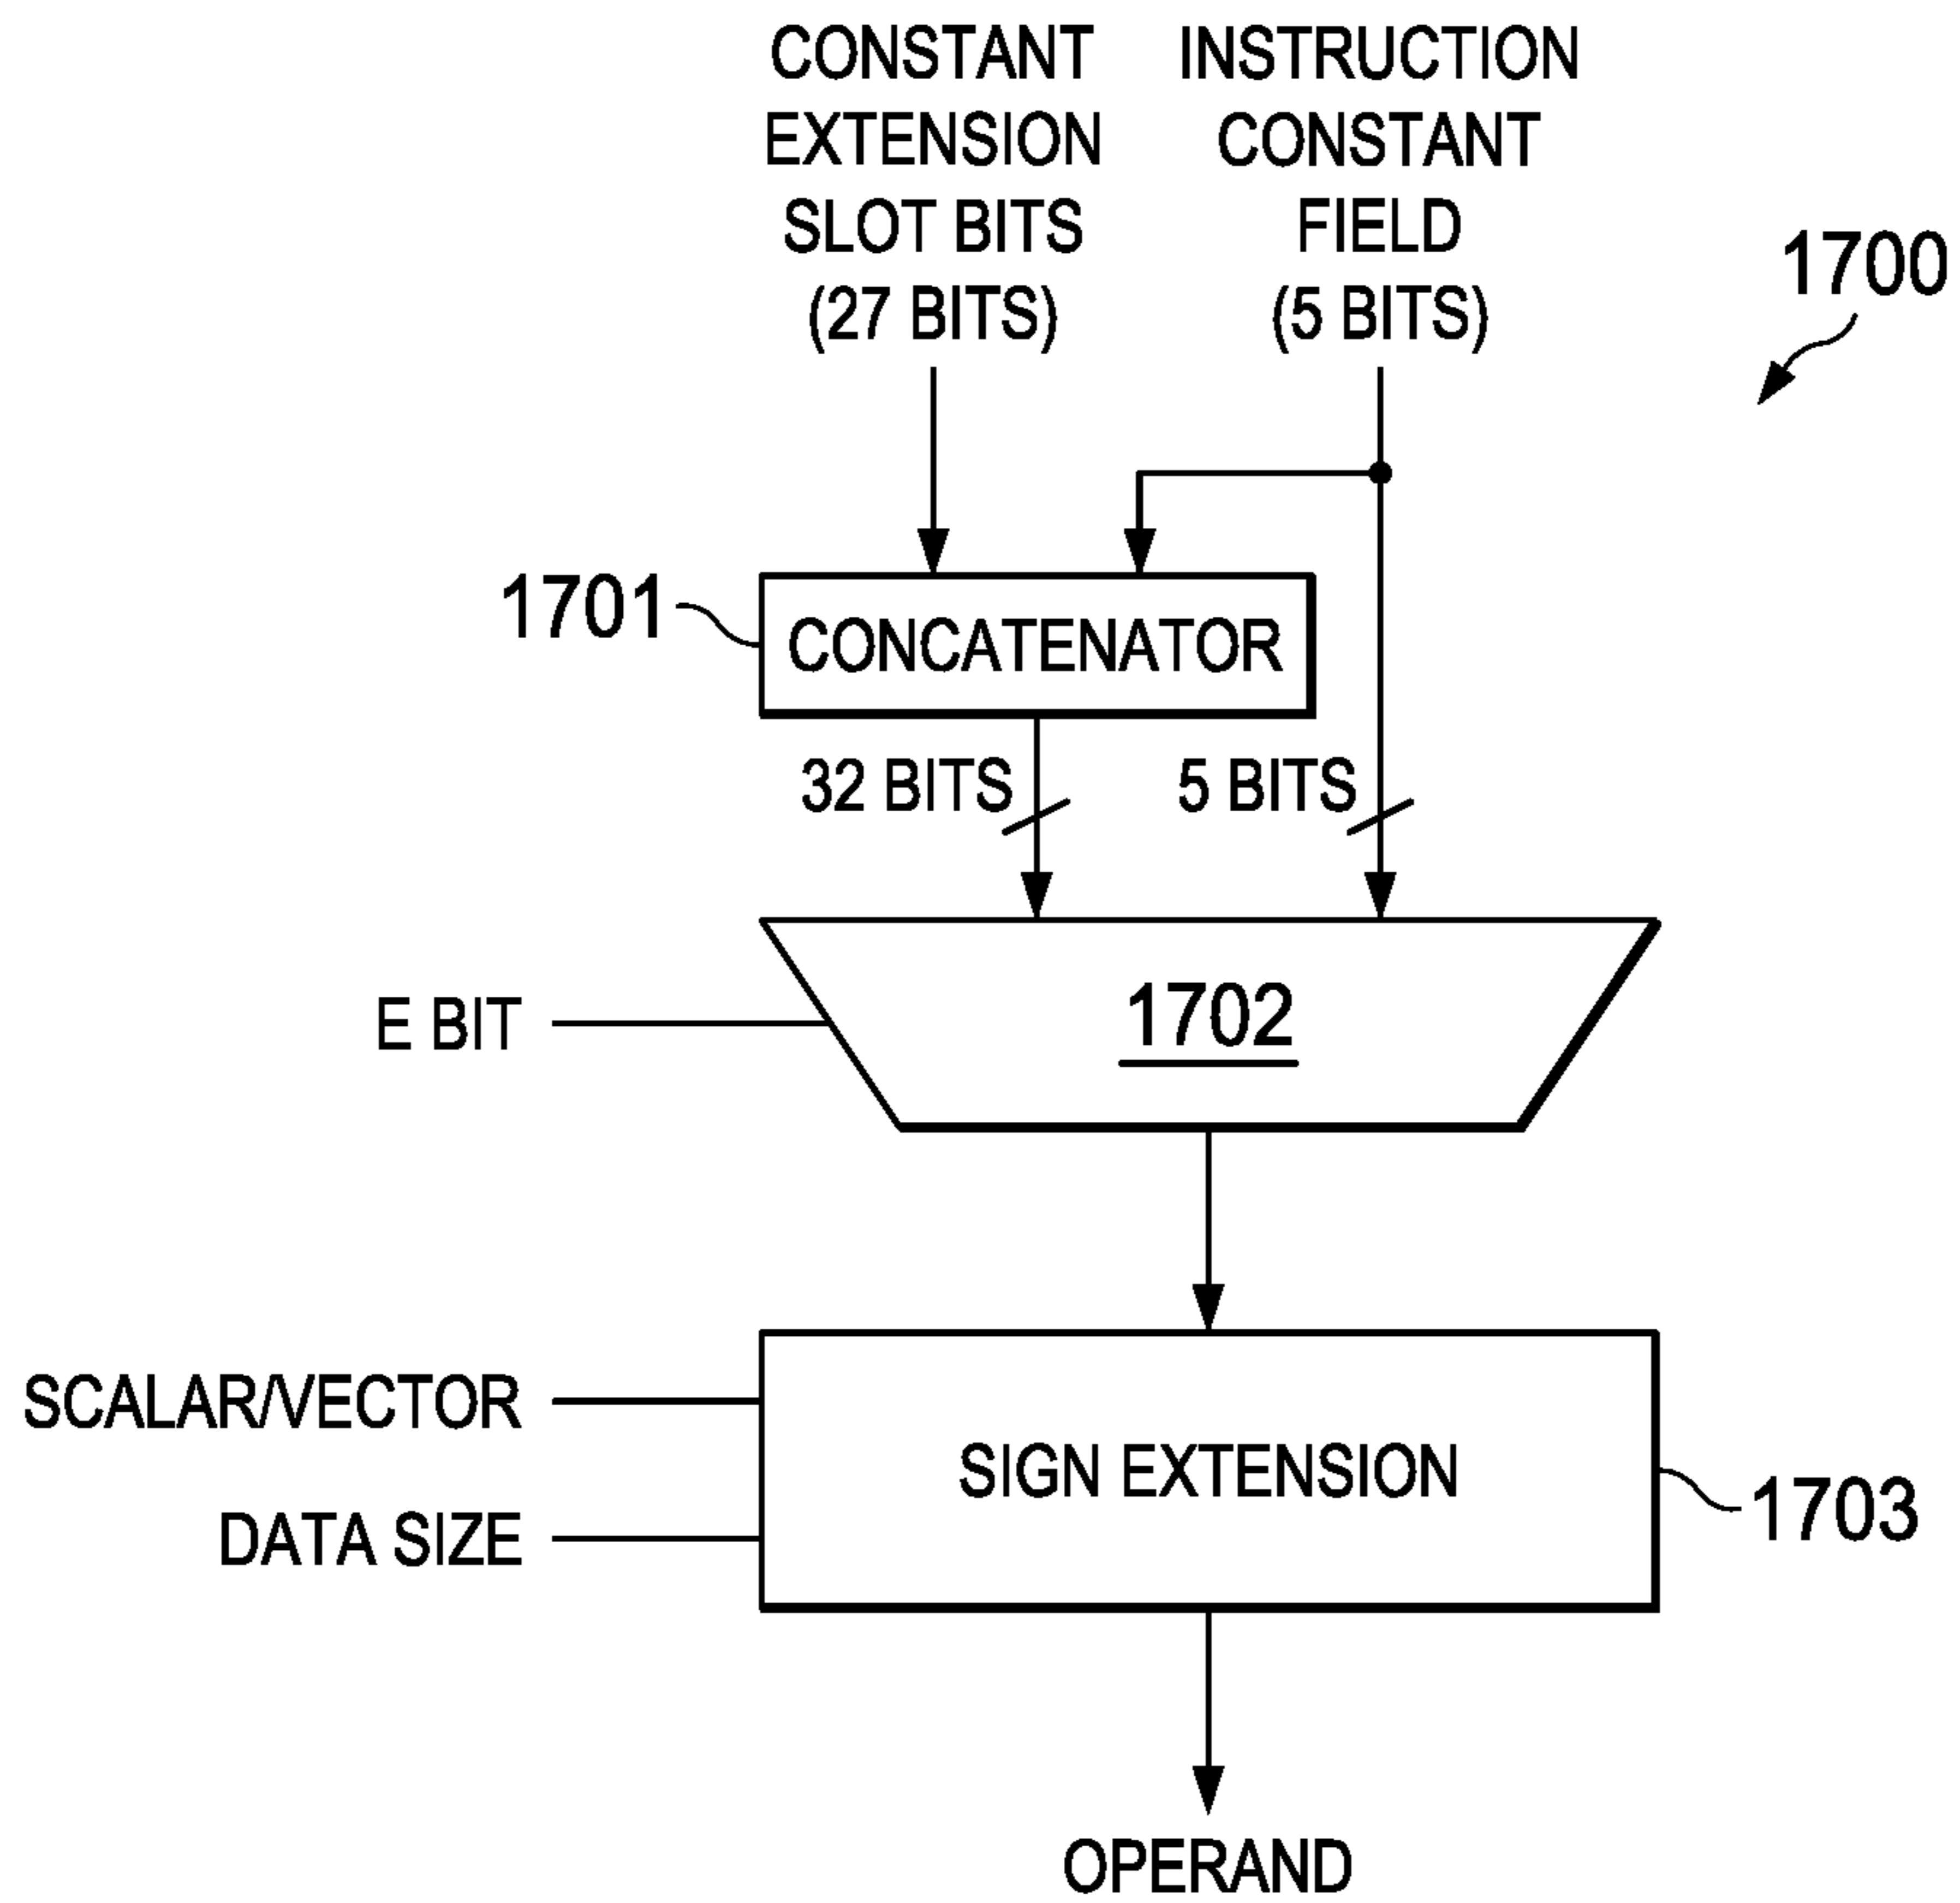 CONSTANT
EXTENSION
SLOT BITS
(27 BITS)
INSTRUCTION
CONSTANT
FIELD
(5 BITS)
1700
1701
CONCATENATOR
32 BITS
5 BITS
E BIT
1702
SCALAR/VECTOR
DATA SIZE
SIGN EXTENSION
1703
OPERAND